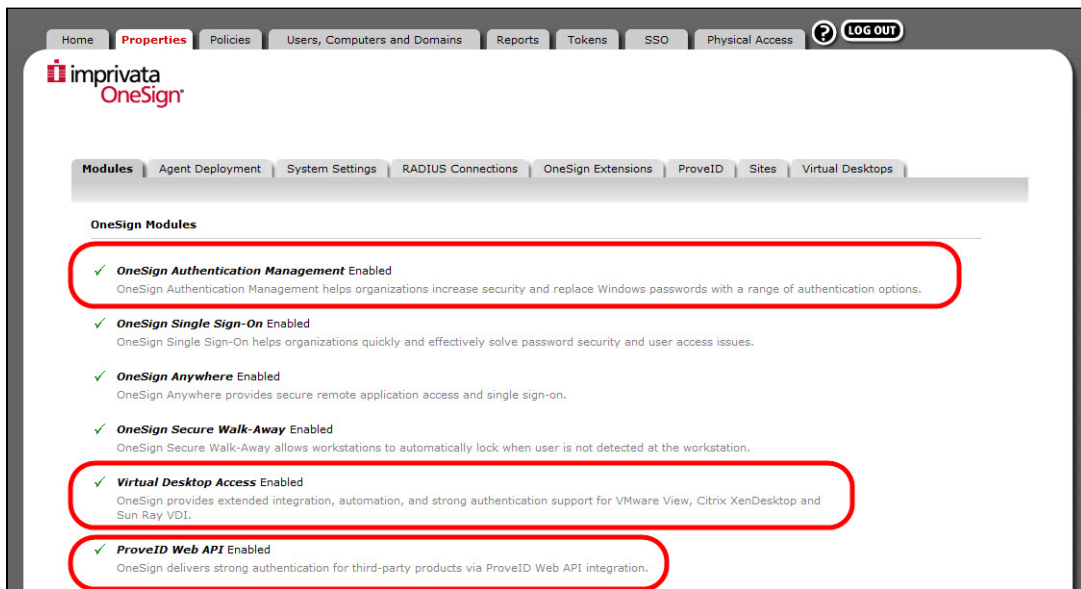 Home Properties Policies Users, Computers and Domains Reports Tokens SSO Physical Access ? LOG OUT
imprivata
OneSign
Modules Agent Deployment System Settings RADIUS Connections OneSign Extensions ProveID Sites Virtual Desktops
OneSign Modules
✓ OneSign Authentication Management Enabled
OneSign Authentication Management helps organizations increase security and replace Windows passwords with a range of authentication options.
✓ OneSign Single Sign-On Enabled
OneSign Single Sign-On helps organizations quickly and effectively solve password security and user access issues.
✓ OneSign Anywhere Enabled
OneSign Anywhere provides secure remote application access and single sign-on.
✓ OneSign Secure Walk-Away Enabled
OneSign Secure Walk-Away allows workstations to automatically lock when user is not detected at the workstation.
✓ Virtual Desktop Access Enabled
OneSign provides extended integration, automation, and strong authentication support for VMware View, Citrix XenDesktop and
Sun Ray VDI.
✓ ProveID Web API Enabled
OneSign delivers strong authentication for third-party products via ProveID Web API integration.